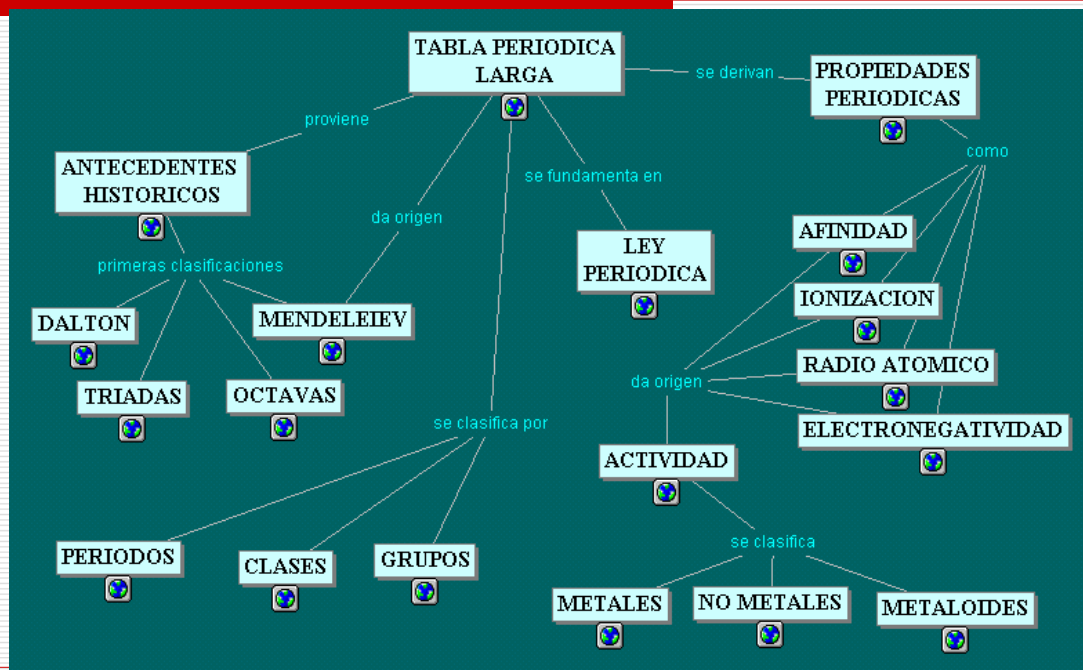 TABLA PERIODICA
LARGA
se derivan
PROPIEDADES
PERIODICAS
proviene
como
ANTECEDENTES
HISTORICOS
se fundamenta en
da origen
AFINIDAD
LEY
PERIODICA
primeras clasificaciones
IONIZACION
DALTON
MENDELEIEV
RADIO ATOMICO
da origen
TRIADAS
OCTAVAS
se clasifica por
ELECTRONEGATIVIDAD
ACTIVIDAD
se clasifica
PERIODOS
CLASES
GRUPOS
METALES
NO METALES
METALOIDES